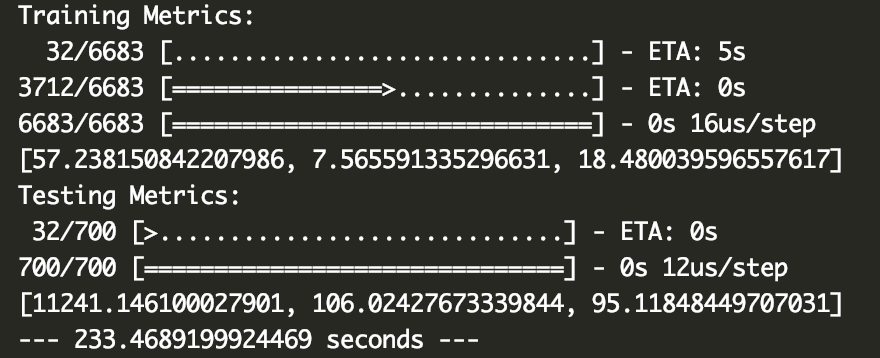 Training Metrics:
32/6683 [..............................] - ETA: 5s
3712/6683 [===============>..............] - ETA: 0s
6683/6683 [==============================] - 0s 16us/step
[57.238150842207986, 7.565591335296631, 18.480039596557617]
Testing Metrics:
32/700 [>.............................] - ETA: 0s
700/700 [==============================] - 0s 12us/step
[11241.146100027901, 106.02427673339844, 95.11848449707031]
--- 233.4689199924469 seconds ---